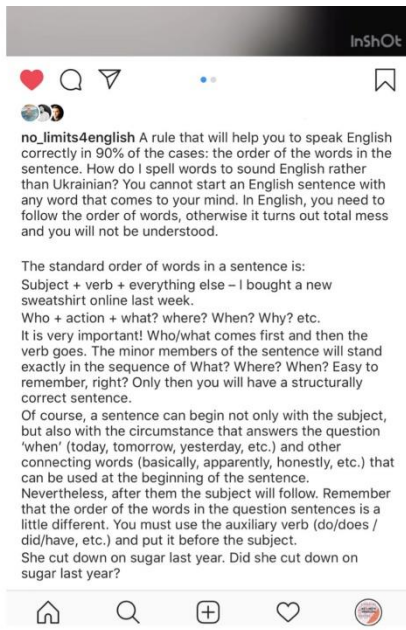 InShOt
no_limits4english A rule that will help you to speak English
correctly in 90% of the cases: the order of the words in the
sentence. How do I spell words to sound English rather
than Ukrainian? You cannot start an English sentence with
any word that comes to your mind. In English, you need to
follow the order of words, otherwise it turns out total mess
and you will not be understood.
The standard order of words in a sentence is:
Subject + verb + everything else – I bought a new
sweatshirt online last week.
Who + action + what? where? When? Why? etc.
It is very important! Who/what comes first and then the
verb goes. The minor members of the sentence will stand
exactly in the sequence of What? Where? When? Easy to
remember, right? Only then you will have a structurally
correct sentence.
Of course, a sentence can begin not only with the subject,
but also with the circumstance that answers the question
‘when’ (today, tomorrow, yesterday, etc.) and other
connecting words (basically, apparently, honestly, etc.) that
can be used at the beginning of the sentence.
Nevertheless, after them the subject will follow. Remember
that the order of the words in the question sentences is a
little different. You must use the auxiliary verb (do/does /
did/have, etc.) and put it before the subject.
She cut down on sugar last year. Did she cut down on
sugar last year?